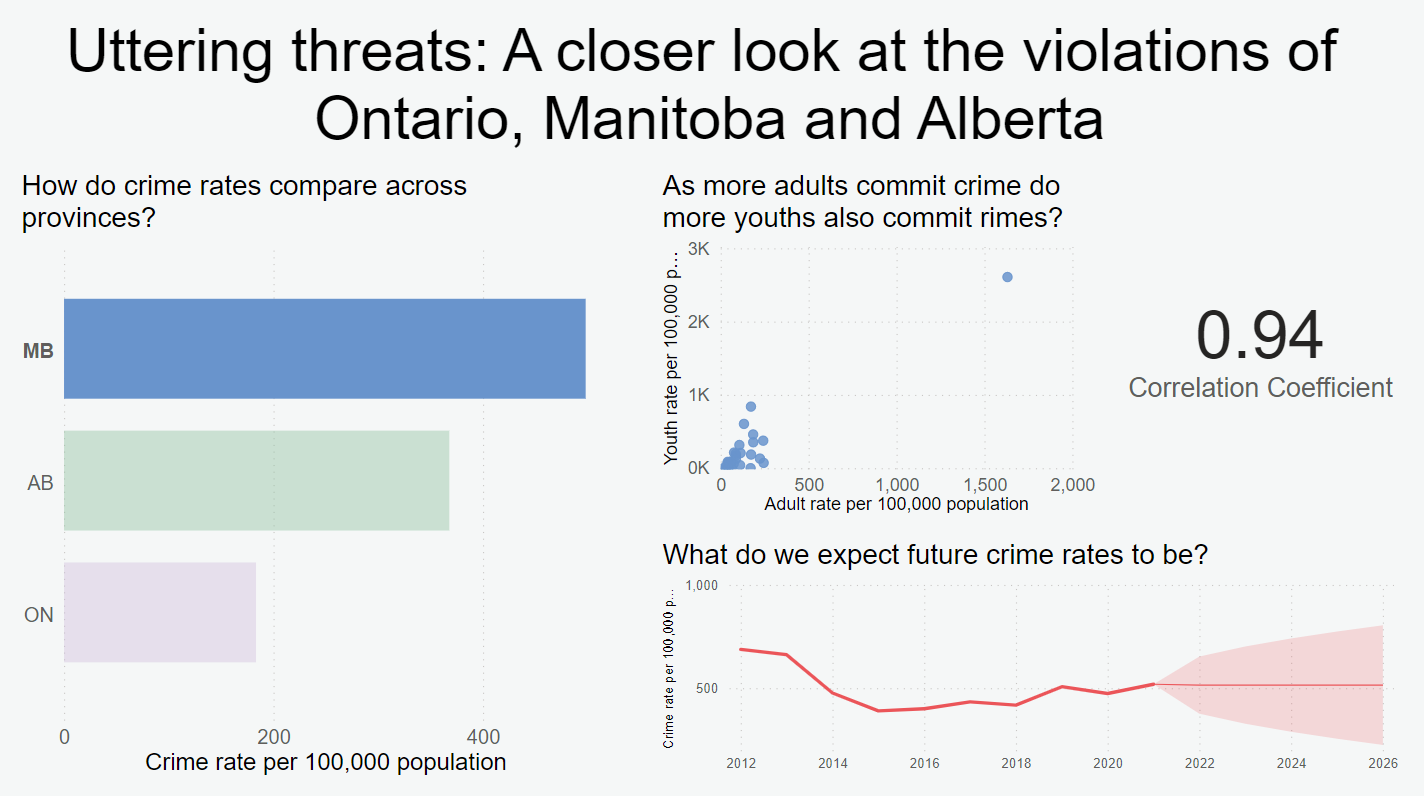 Uttering threats: A closer look at the violations of
Ontario, Manitoba and Alberta
How do crime rates compare across
provinces?
MB
AB
ON
0
200
400
Crime rate per 100,000 population
As more adults commit crime do
more youths also commit rimes?
Youth rate per 100,000 p...
3K
2K
1K
0K
0
500
1,000
1,500
2,000
Adult rate per 100,000 population
0.94
Correlation Coefficient
What do we expect future crime rates to be?
Crime rate per 100,000 p...
1,000
500
2012
2014
2016
2018
2020
2022
2024
2026